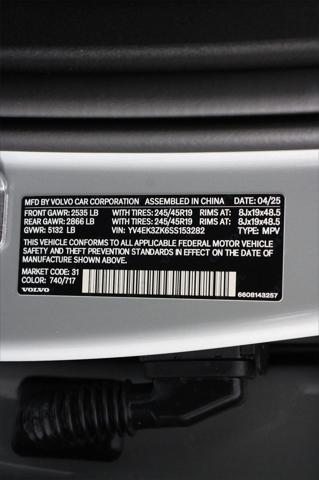 MFD BY VOLVO CAR CORPORATION ASSEMBLED IN CHINA DATE: 04/25
FRONT GAWR: 2535 LB WITH TIRES: 245/45R19 RIMS AT: 8Jx19x48.5
REAR GAWR: 2866 LB WITH TIRES: 245/45R19 RIMS AT: 8Jx19x48.5
GVWR: 5132 LB VIN: YV4EK3ZK6SS153282 TYPE: MPV
THIS VEHICLE CONFORMS TO ALL APPLICABLE FEDERAL MOTOR VEHICLE
SAFETY AND THEFT PREVENTION STANDARDS IN EFFECT ON THE DATE OF
MANUFACTURE SHOWN ABOVE.
MARKET CODE: 31
COLOR: 740/717
VOLVO
6608143257